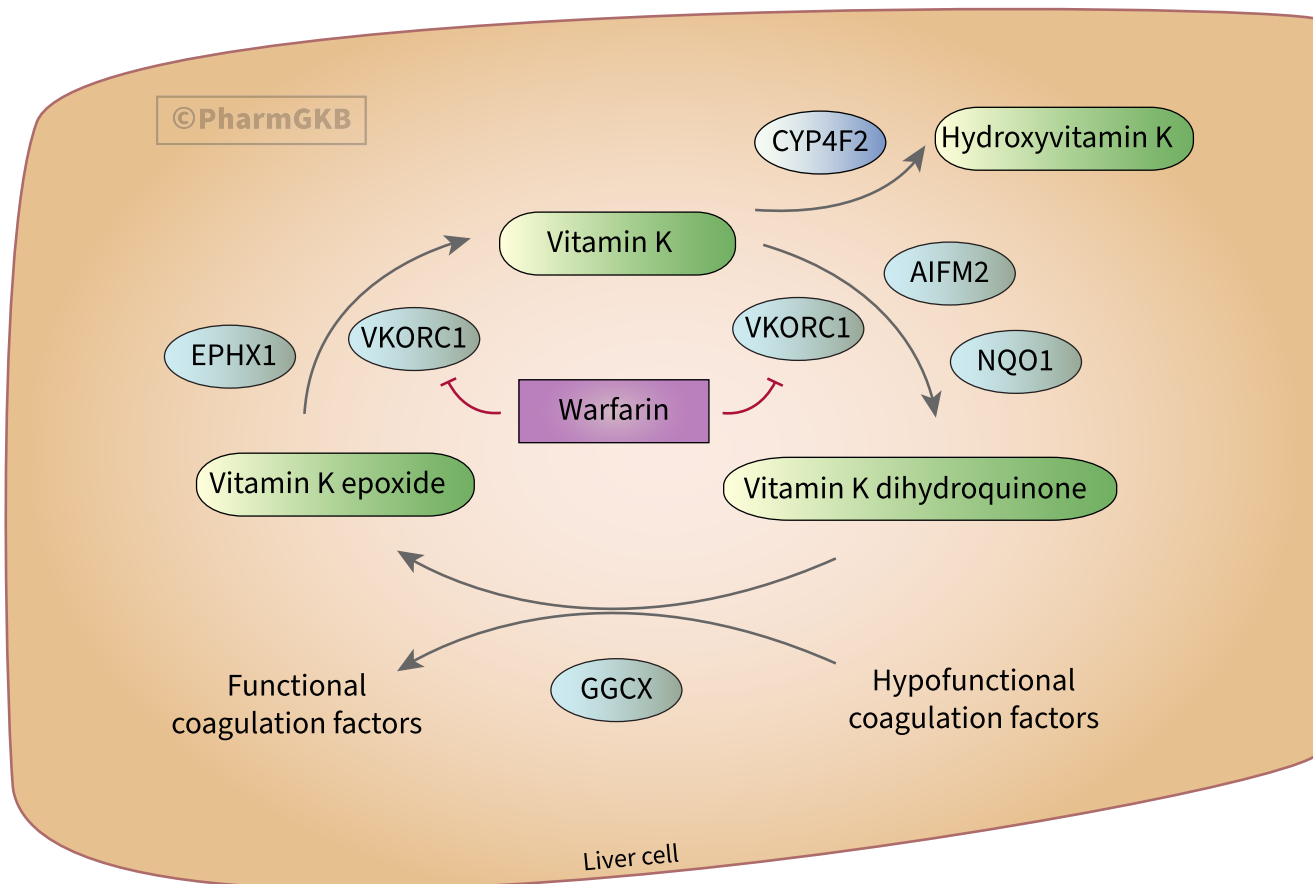 ©PharmGKB
CYP4F2
Hydroxyvitamin K
Vitamin K
AIFM2
VKORC1
VKORC1
EPHX1
NQO1
Warfarin
Vitamin K epoxide
Vitamin K dihydroquinone
Functional
coagulation factors
GGCX
Hypofunctional
coagulation factors
Liver cell